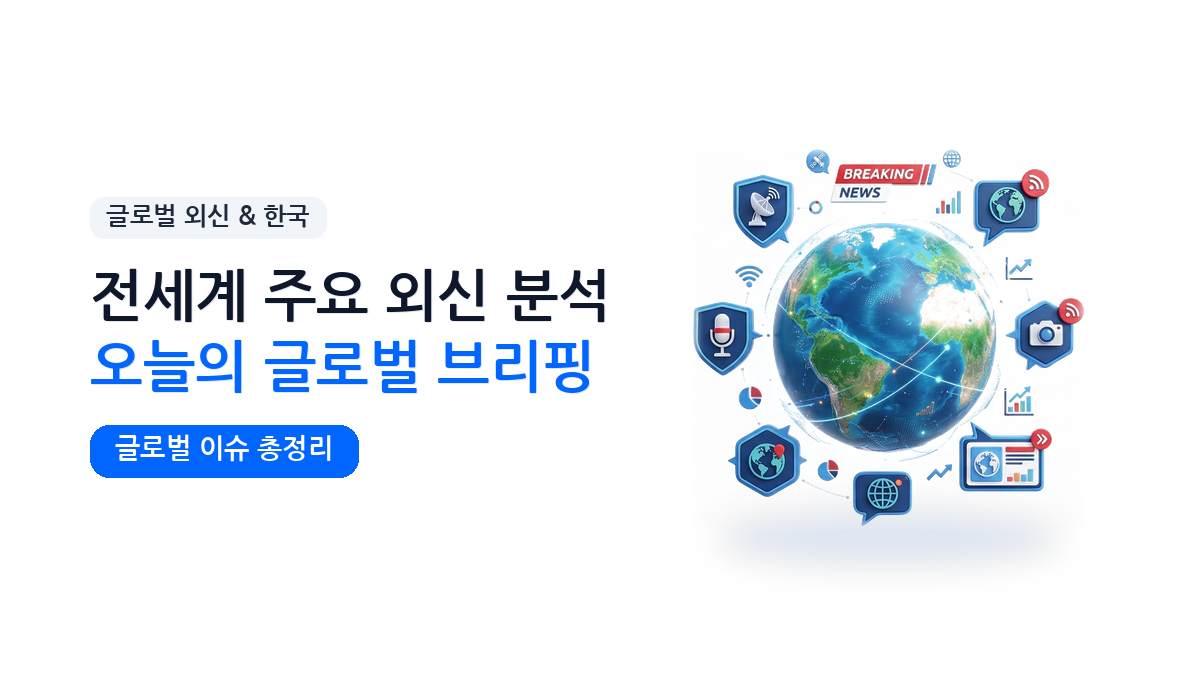 글로벌 외신 & 한국
전세계 주요 외신 분석
오늘의 글로벌 브리핑
글로벌 이슈 총정리
BREAKING
NEWS